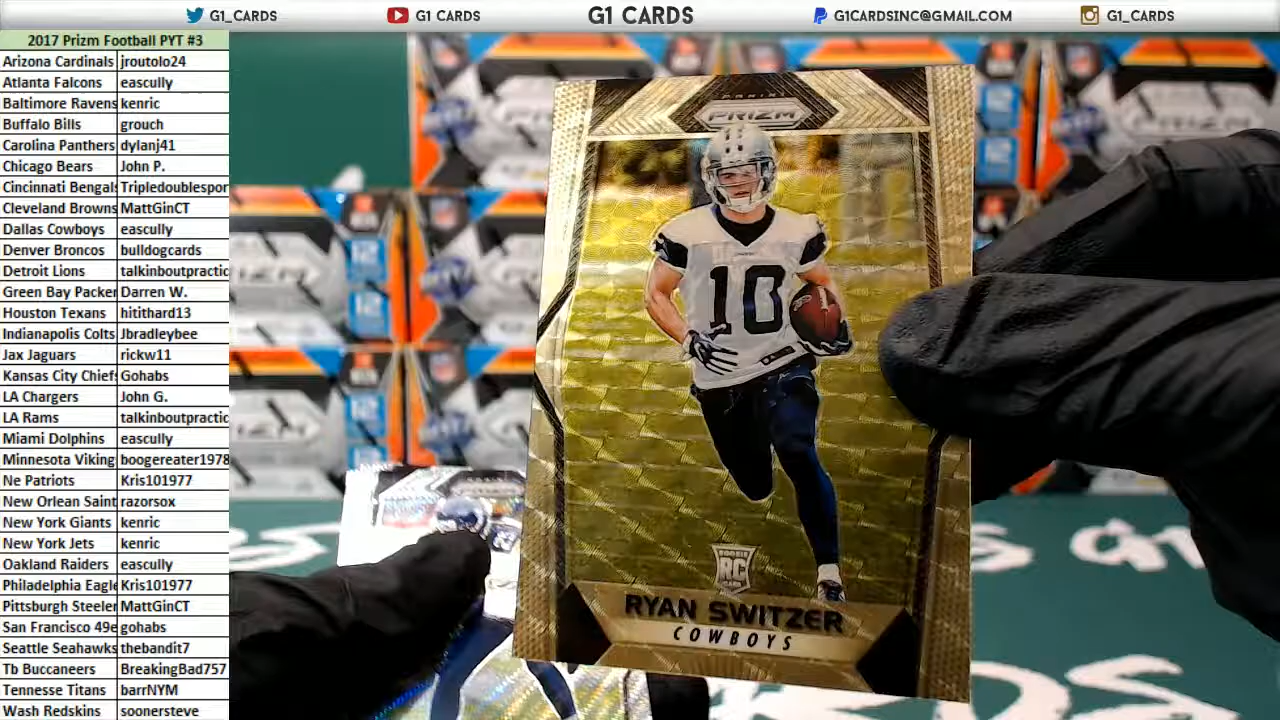 G1_CARDS
G1 CARDS
G1 CARDS
G1CARDSINC@GMAIL.COM
G1_CARDS
2017 Prizm Football PYT #3
Arizona Cardinals jroutolo24
Atlanta Falcons eascully
Baltimore Ravens kenric
Buffalo Bills grouch
Carolina Panthers dylanj41
Chicago Bears John P.
Cincinnati Bengals Tripledoublespor
Cleveland Browns MattGinCT
Dallas Cowboys eascully
Denver Broncos bulldogcards
Detroit Lions talkinboutpractic
Green Bay Packer Darren W.
Houston Texans hitithard13
Indianapolis Colts Jbradleybee
Jax Jaguars rickw11
Kansas City Chiefs Gohabs
LA Chargers John G.
LA Rams talkinboutpractic
Miami Dolphins eascully
Minnesota Viking boogereater1978
Ne Patriots Kris101977
New Orlean Saint razorsox
New York Giants kenric
New York Jets kenric
Oakland Raiders eascully
Philadelphia Eagle Kris101977
Pittsburgh Steeler MattGinCT
San Francisco 49e gohabs
Seattle Seahawks thebandit7
Tb Buccaneers BreakingBad757
Tennesse Titans barrNYM
Wash Redskins soonersteve
PANINI
PRIZM
10
ROOKIE
RC
CARD
RYAN SWITZER
COWBOYS